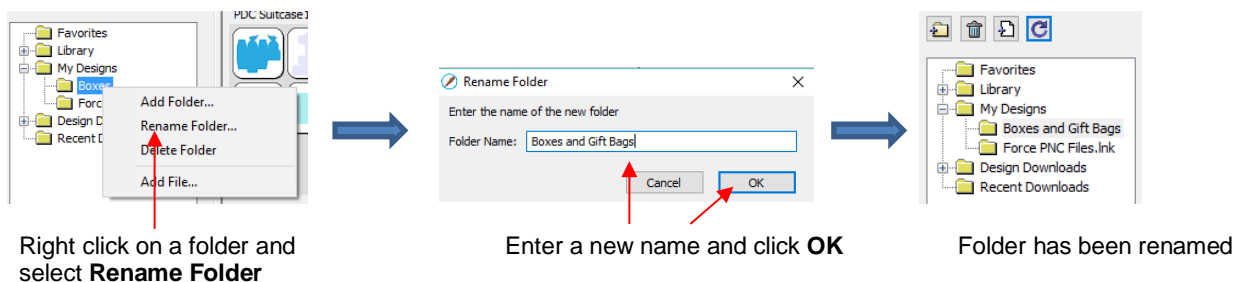 PDC Suitcase1
Favorites
Library
My Designs
Boxes
Forc
Design D
Recent D
Add Folder...
Rename Folder...
Delete Folder
Add File...
Rename Folder
Enter the name of the new folder
Folder Name: Boxes and Gift Bags
Cancel OK
Favorites
Library
My Designs
Boxes and Gift Bags
Force PNC Files.lnk
Design Downloads
Recent Downloads
Right click on a folder and
select Rename Folder
Enter a new name and click OK
Folder has been renamed